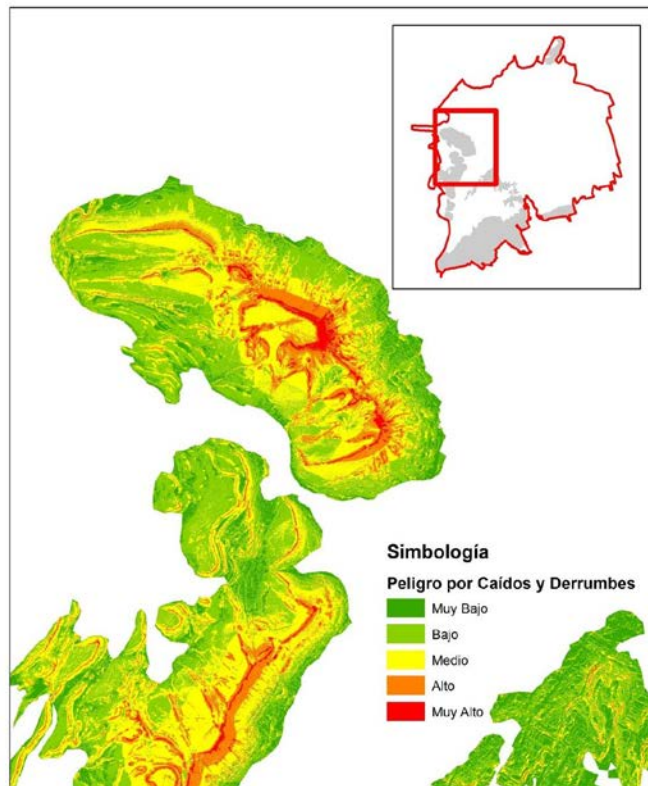 Simbología
Peligro por Caídos y Derrumbes
Muy Bajo
Bajo
Medio
Alto
Muy Alto